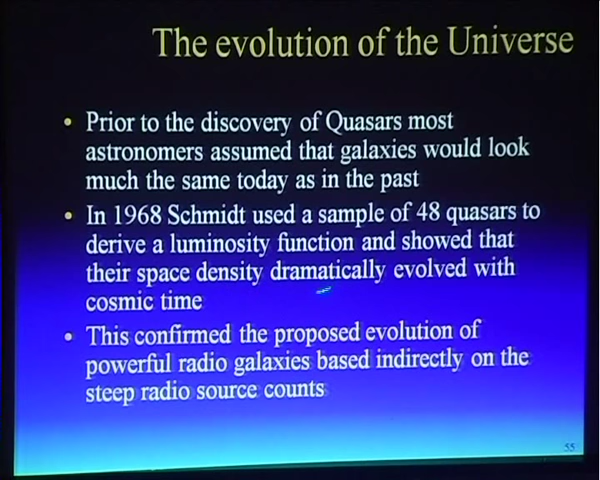 The evolution of the Universe
• Prior to the discovery of Quasars most
astronomers assumed that galaxies would look
much the same today as in the past
• In 1968 Schmidt used a sample of 48 quasars to
derive a luminosity function and showed that
their space density dramatically evolved with
cosmic time
• This confirmed the proposed evolution of
powerful radio galaxies based indirectly on the
steep radio source counts
55